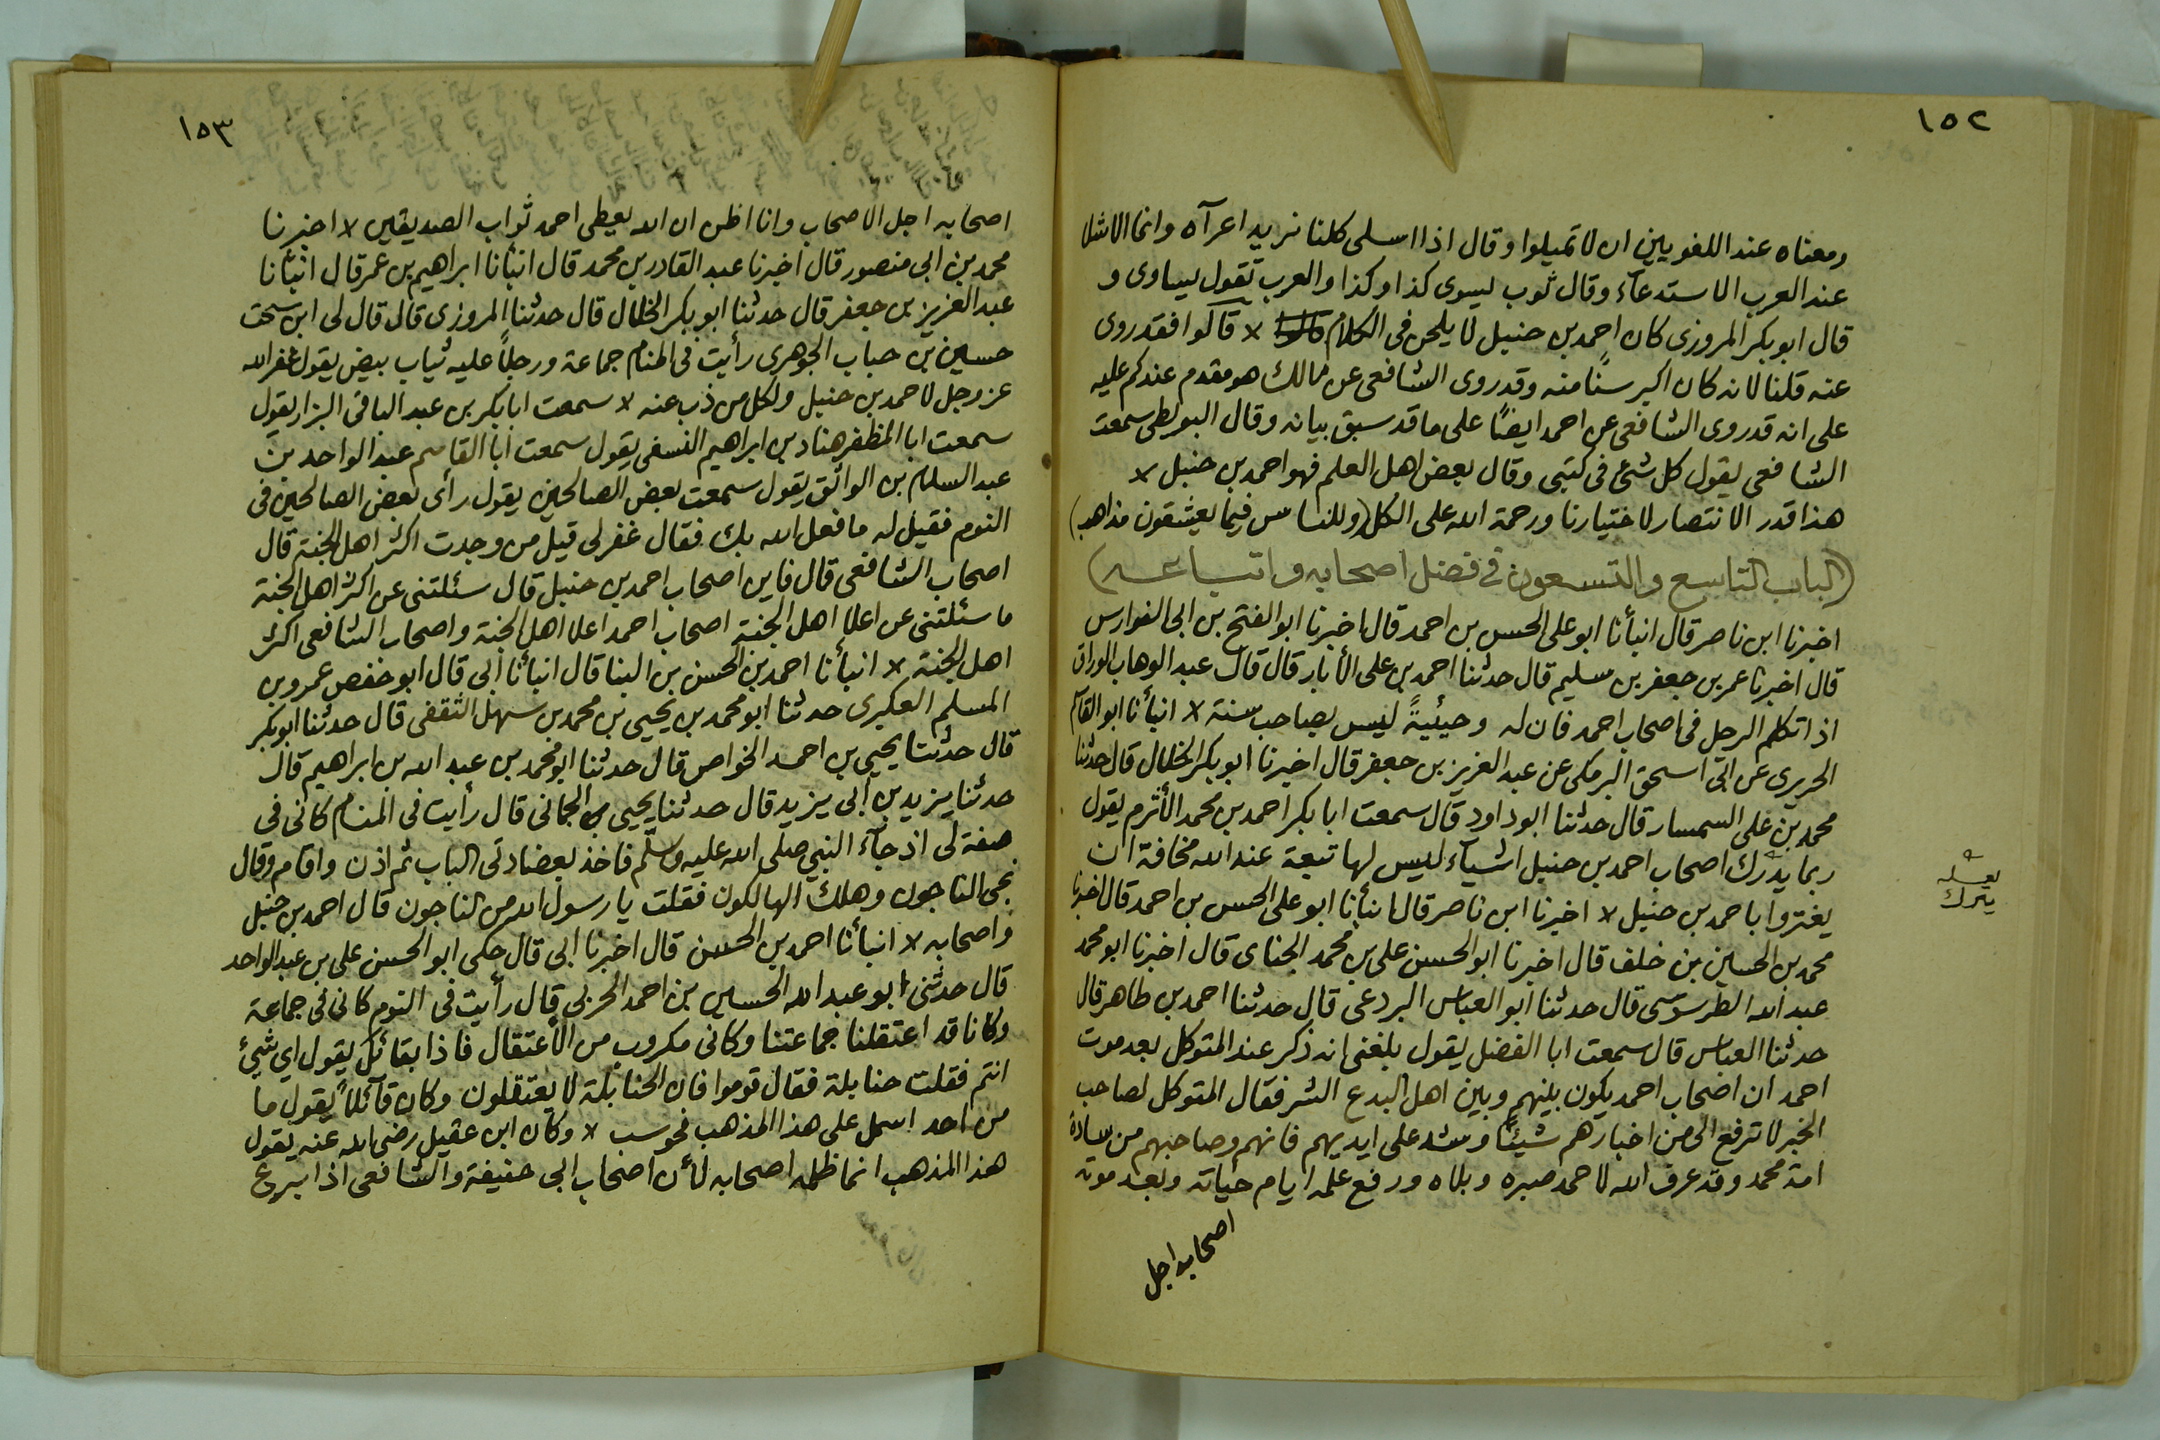 ١٥٢
ومعناه عند اللغويين ان لا تميلوا وقال اذا اسلى كلنا نريد اعرآه وانما الاشلا
عند العرب الاستدعآء وقال ثوب ليسوى كذا وكذا والعرب تقول يساوى و
قال ابو بكر المروزى كان احمد بن حنبل لا يلحن فى الكلام × قالوا فقد روى
عنه قلنا لانه كان اكبر سنًا منه وقد روى الشافعى عن مالك هو مقدم عندكم عليه
على انه قد روى الشافعى عن احمد ايضًا على ما قد سبق بيانه وقال البويطى سمعت
الشافعى يقول كل شئ فى كتبى وقال بعض اهل العلم فهو احمد بن حنبل ×
هذا قدر الانتصار لاختيارنا ورحمة الله على الكل (وللناس فيما يعشقون مذاهب)
(الباب التاسع والتسعون فى فضل اصحابه واتباعه)
اخبرنا ابن ناصر قال انبأنا ابو على الحسن بن احمد قال اخبرنا ابو الفتح بن ابى الفوارس
قال اخبرنا عمر بن جعفر بن سليم قال حدثنا احمد بن على الأبار قال قال عبد الوهاب الوراق
اذا تكلم الرجل فى اصحاب احمد فان له وحيئيةً ليس بصاحب سنة × انبأنا ابو القاسم
الحريرى عن ابى اسحق البرمكى عن عبد العزيز بن جعفر قال اخبرنا ابو بكر الخلال قال حدثنا
محمد بن على السمسار قال حدثنا ابو داود قال سمعت ابا بكر احمد بن محمد الأثرم يقول
ربما يدرك اصحاب احمد بن حنبل اشيآء ليس لها تبعة عند الله مخافة ان
لعله
يترك
يغتروا باحمد بن حنبل × اخبرنا ابن ناصر قال انبأنا ابو على الحسن بن احمد قال اخبرنا
محمد بن الحسين بن خلف قال اخبرنا ابو الحسن على بن محمد الجناى قال اخبرنا ابو محمد
عبد الله الطرسوسى قال حدثنا ابو العباس البردعى قال حدثنا احمد بن طاهر قال
حدثنا العباس قال سمعت ابا الفضل يقول بلغنى انه ذكر عند المتوكل بعد موت
احمد ان اصحاب احمد يكون بينهم وبين اهل البدع الشر فقال المتوكل لصاحب
الخبر لا ترفع الى من اخبارهم شيئًا وشد على ايديهم فانهم وصاحبهم من سادة
امة محمد وقد عرف الله لاحمد صبره وبلاه ورفع علمه ايام حياته وبعد موته
اصحابه اجل
١٥٣
اصحابه اجل الاصحاب وانا اظن ان الله يعطى احمد ثواب الصديقين × اخبرنا
محمد بن ابى منصور قال اخبرنا عبد القادر بن محمد قال انبأنا ابراهيم بن عمر قال انبأنا
عبد العزيز بن جعفر قال حدثنا ابو بكر الخلال قال حدثنا المروزى قال قال لى ابن سحت
حسين بن حباب الجوهرى رأيت فى المنام جماعة ورجلًا عليه ثياب بيض يقول غفر الله
عز وجل لاحمد بن حنبل ولكل من ذب عنه × سمعت ابا بكر بن عبد الباقى البزار يقول
سمعت ابا المظفر هناد بن ابراهيم النسفى يقول سمعت ابا القاسم عبد الواحد بن
عبد السلام بن الواثق يقول سمعت بعض الصالحين يقول رأى بعض الصالحين فى
النوم فقيل له ما فعل الله بك فقال غفر لى قيل من وجدت اكثر اهل الجنة قال
اصحاب الشافعى قال فاين اصحاب احمد بن حنبل قال سئلتنى عن اكثر اهل الجنة
ما سئلتنى عن اعلا اهل الجنة اصحاب احمد اعلا اهل الجنة واصحاب الشافعى اكثر
اهل الجنة × انبأنا احمد بن الحسن بن البنا قال انبأنا ابى قال ابو حفص عمرو بن
المسلم العكبرى حدثنا ابو محمد بن يحيى بن محمد بن سهل الثقفى قال حدثنا ابو بكر
قال حدثنا يحيى بن احمد الخواص قال حدثنا ابو محمد بن عبد الله بن ابراهيم قال
حدثنا يزيد بن ابى يزيد قال حدثنا يحيى الجمانى قال رأيت فى المنام كانى فى
صفة لى اذ جآء النبى صلى الله عليه وسلم فاخذ بعضادتى الباب ثم اذن واقام وقال
نجى الناجون وهلك الهالكون فقلت يا رسول الله من الناجون قال احمد بن حنبل
واصحابه × انبأنا احمد بن الحسن قال اخبرنا ابى قال حكى ابو الحسن على بن عبد الواحد
قال حدثنى ابو عبد الله الحسين بن احمد الحربى قال رأيت فى النوم كانى فى جماعة
وكانا قد اعتقلنا جماعتنا وكانى مكروب من الأعتقال فاذا بقائل يقول اى شئ
انتم فقلت حنابلة فقال قوموا فان الحنابلة لا يعتقلون وكان قآئلًا يقول ما
من احد اسمل على هذا المذهب فحوسب × وكان ابن عقيل رضى الله عنه يقول
هذا المذهب انما ظلمه اصحابه لأن اصحاب ابى حنيفة والشافعى اذا برع